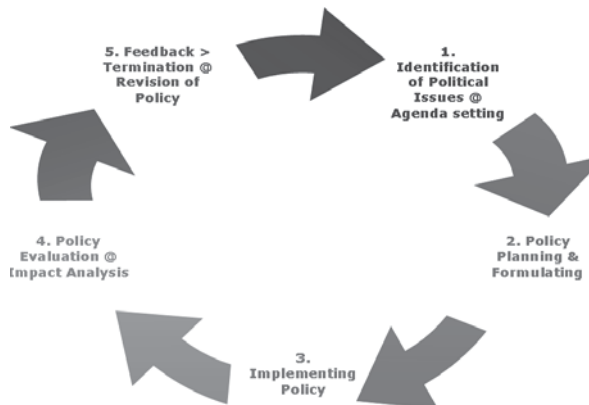 1.
Identification
of Political
Issues @
Agenda setting
2. Policy
Planning &
Formulating
3.
Implementing
Policy
4. Policy
Evaluation @
Impact Analysis
5. Feedback >
Termination @
Revision of
Policy